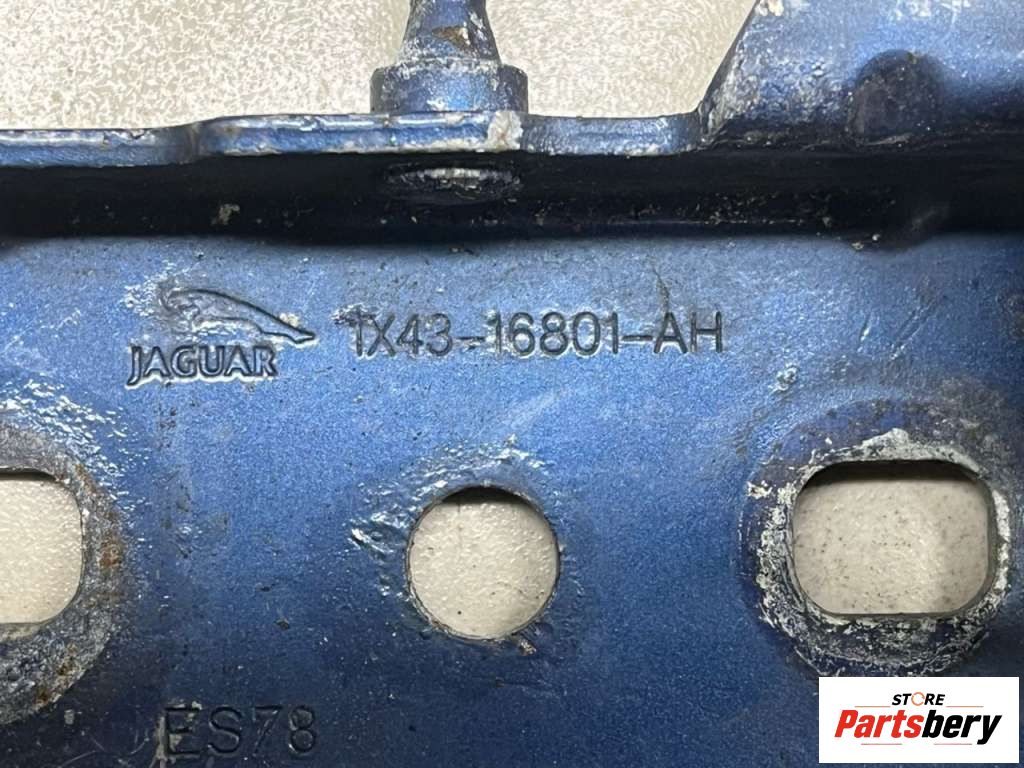 JAGUAR 1X43-16801-AH
ES78
STORE
Partsbery